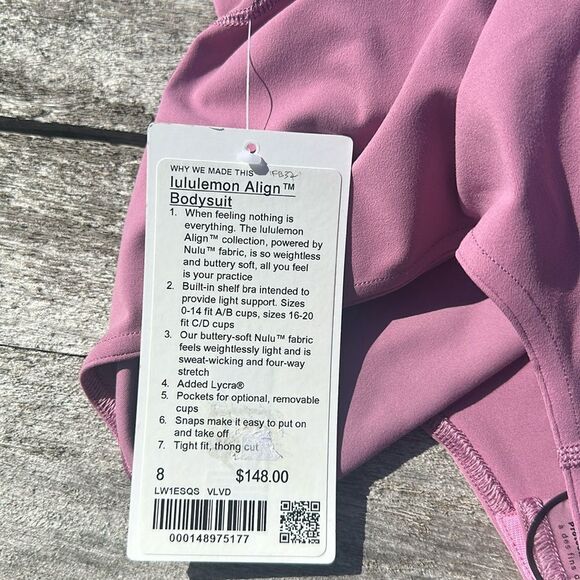 WHY WE MADE THIS FB32
lululemon Align™
Bodysuit
1. When feeling nothing is
everything. The lululemon
Align™ collection, powered by
Nulu™ fabric, is so weightless
and buttery soft, all you feel
is your practice
2. Built-in shelf bra intended to
provide light support. Sizes
0-14 fit A/B cups, sizes 16-20
fit C/D cups
3. Our buttery-soft Nulu™ fabric
feels weightlessly light and is
sweat-wicking and four-way
stretch
4. Added Lycra®
5. Pockets for optional, removable
cups
6. Snaps make it easy to put on
and take off
7. Tight fit, thong cut
8 $148.00
LW1ESQS VLVD
000148975177
à des fins